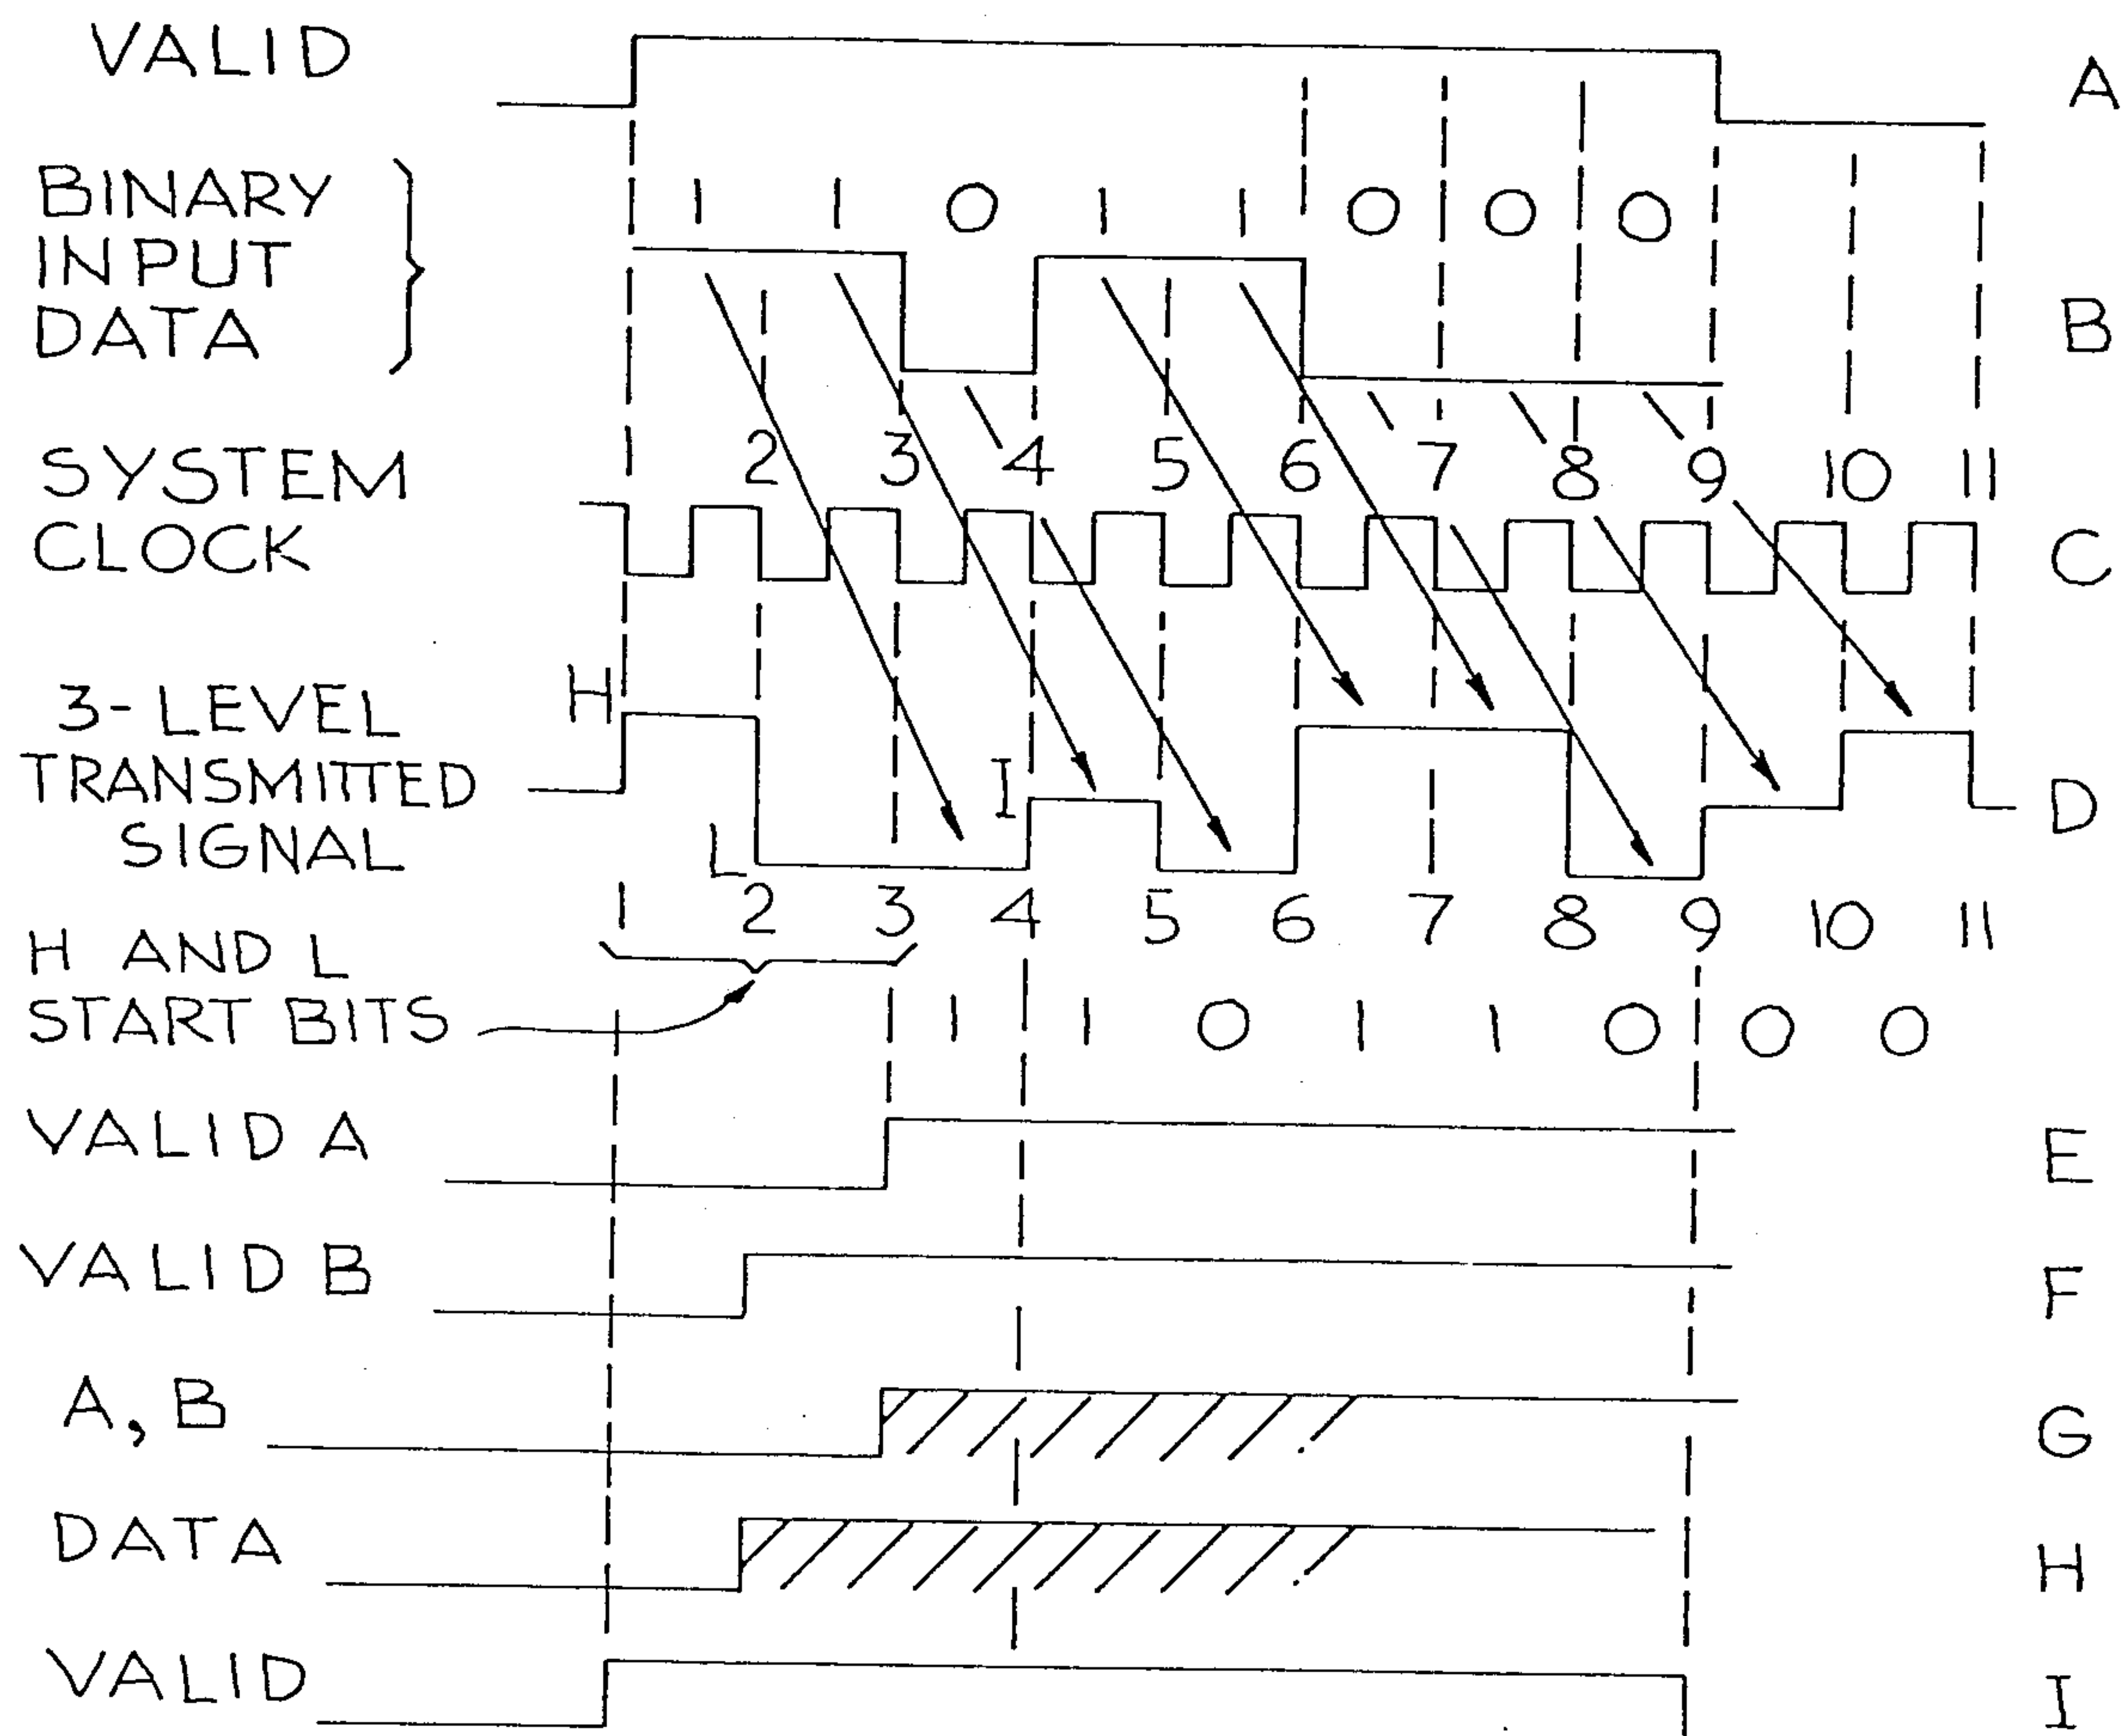 VALID A
BINARY INPUT DATA 1 1 0 1 1 0 0 0 B
SYSTEM CLOCK 1 2 3 4 5 6 7 8 9 10 11 C
3-LEVEL TRANSMITTED SIGNAL H I L D
1 2 3 4 5 6 7 8 9 10 11
H AND L START BITS 1 1 0 1 1 0 0 0
VALID A E
VALID B F
A, B G
DATA H
VALID I